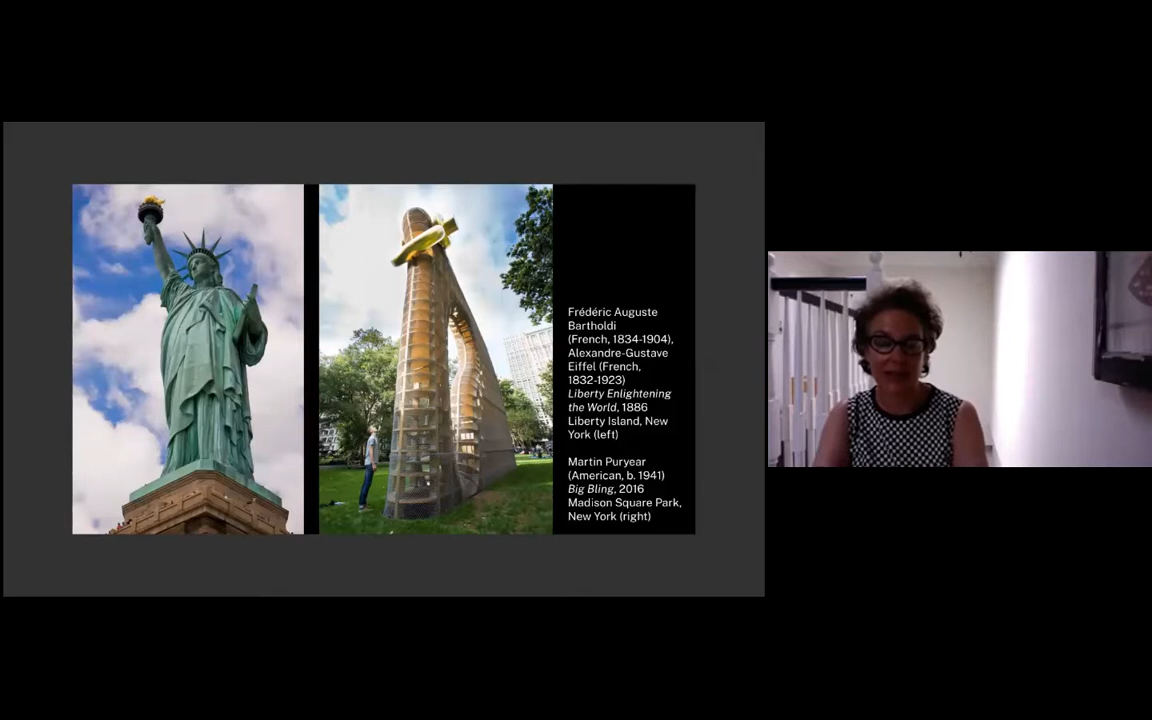 Frédéric Auguste
Bartholdi
(French, 1834-1904),
Alexandre-Gustave
Eiffel (French,
1832-1923)
Liberty Enlightening
the World, 1886
Liberty Island, New
York (left)
Martin Puryear
(American, b. 1941)
Big Bling, 2016
Madison Square Park,
New York (right)